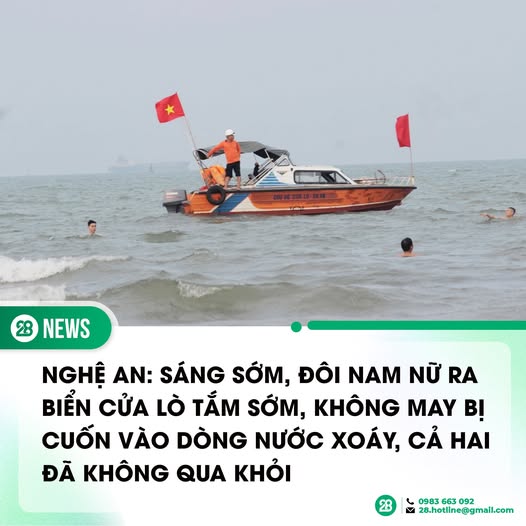 28 NEWS
NGHỆ AN: SÁNG SỚM, ĐÔI NAM NỮ RA
BIỂN CỬA LÒ TẮM SỚM, KHÔNG MAY BỊ
CUỐN VÀO DÒNG NƯỚC XOÁY, CẢ HAI
ĐÃ KHÔNG QUA KHỎI
28
0983 663 092
28.hotline@gmail.com